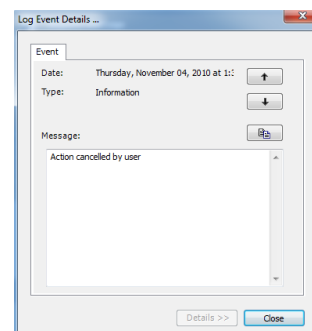 Log Event Details ...
Event
Date: Thursday, November 04, 2010 at 1:
Type: Information
Message:
Action cancelled by user
Details >> Close